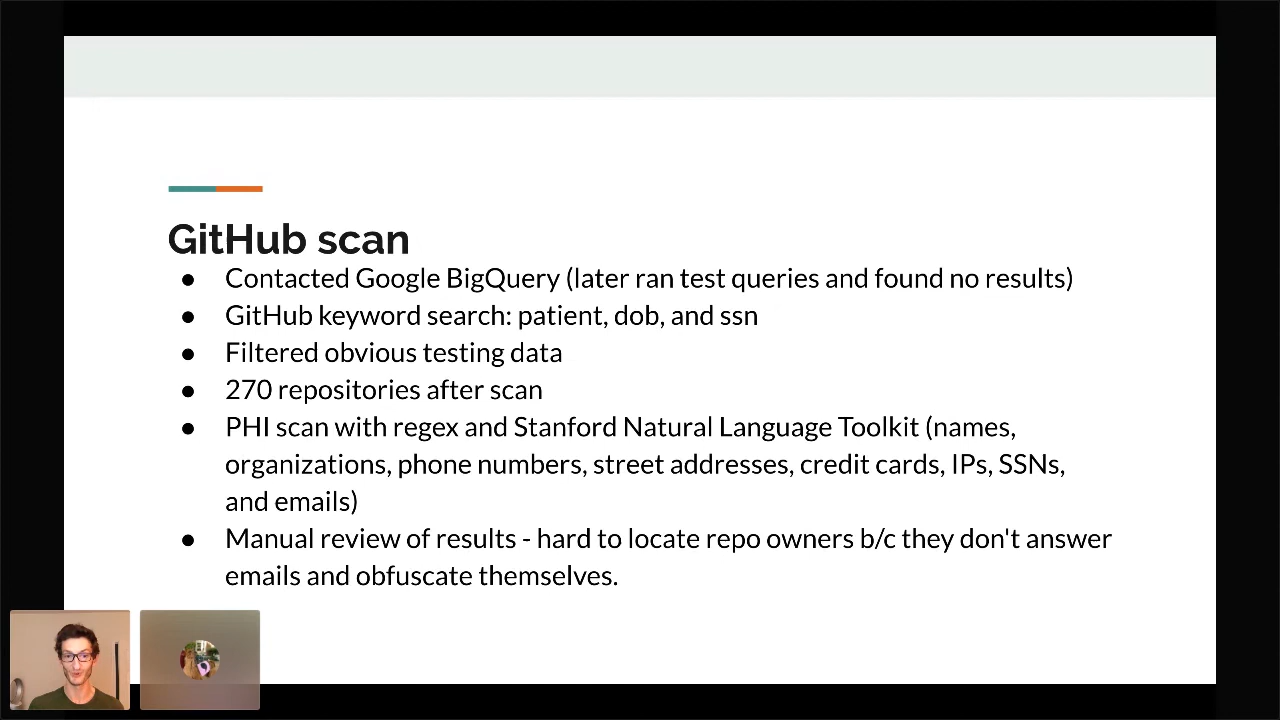 GitHub scan
● Contacted Google BigQuery (later ran test queries and found no results)
● GitHub keyword search: patient, dob, and ssn
● Filtered obvious testing data
● 270 repositories after scan
● PHI scan with regex and Stanford Natural Language Toolkit (names,
organizations, phone numbers, street addresses, credit cards, IPs, SSNs,
and emails)
● Manual review of results - hard to locate repo owners b/c they don't answer
emails and obfuscate themselves.